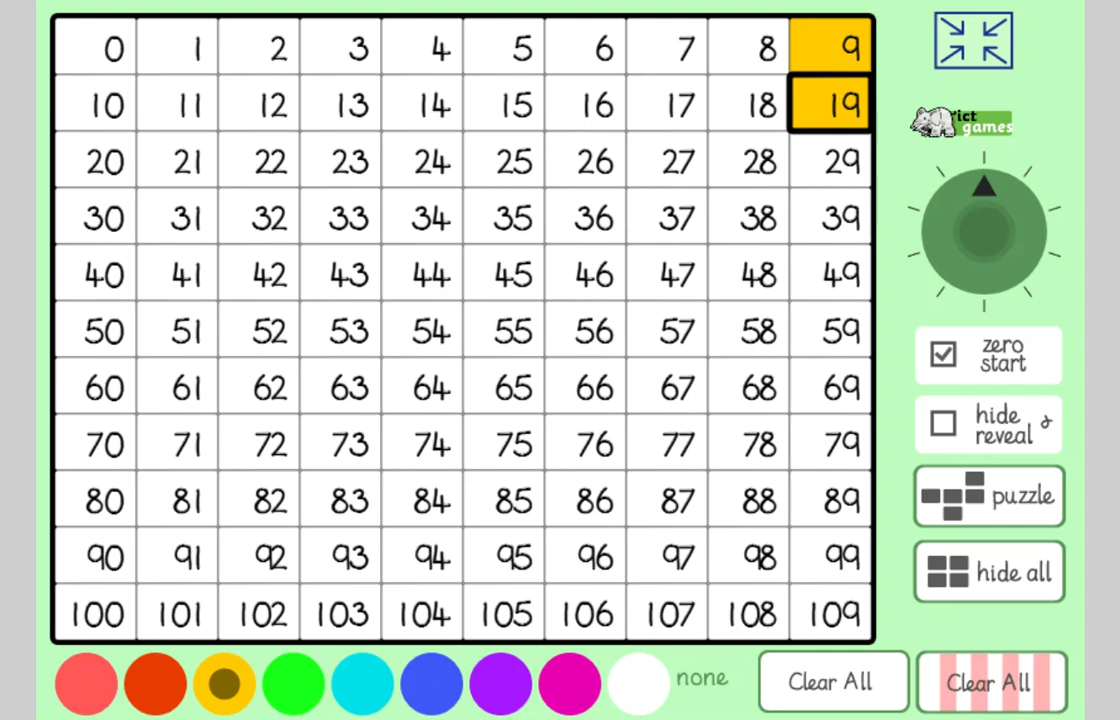 0 1 2 3 4 5 6 7 8 9
10 11 12 13 14 15 16 17 18 19
20 21 22 23 24 25 26 27 28 29
30 31 32 33 34 35 36 37 38 39
40 41 42 43 44 45 46 47 48 49
50 51 52 53 54 55 56 57 58 59
60 61 62 63 64 65 66 67 68 69
70 71 72 73 74 75 76 77 78 79
80 81 82 83 84 85 86 87 88 89
90 91 92 93 94 95 96 97 98 99
100 101 102 103 104 105 106 107 108 109
ict
games
zero
start
hide &
reveal
puzzle
hide all
none
Clear All
Clear All